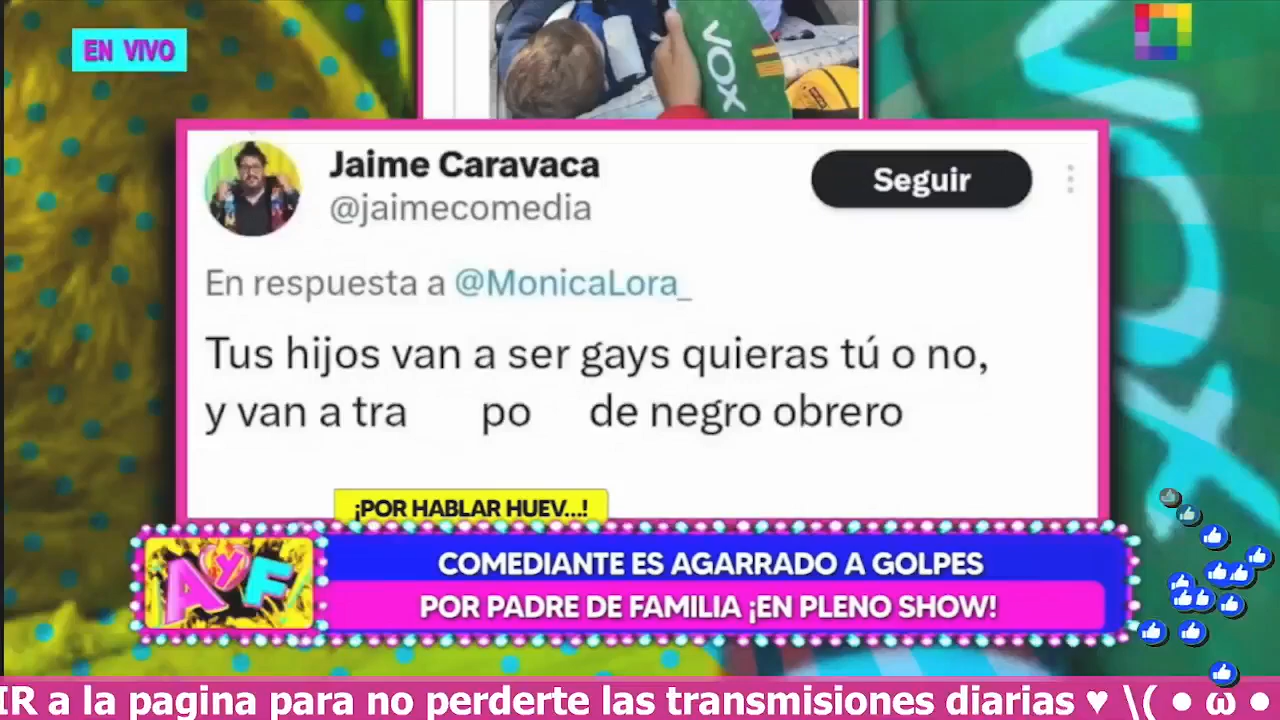 EN VIVO
VOX
Jaime Caravaca
@jaimecomedia
Seguir
En respuesta a @MonicaLora_
Tus hijos van a ser gays quieras tú o no,
y van a tra po de negro obrero
¡POR HABLAR HUEV...!
AyF
COMEDIANTE ES AGARRADO A GOLPES
POR PADRE DE FAMILIA ¡EN PLENO SHOW!
IR a la pagina para no perderte las transmisiones diarias ♥ \( ● ω ●
VOX